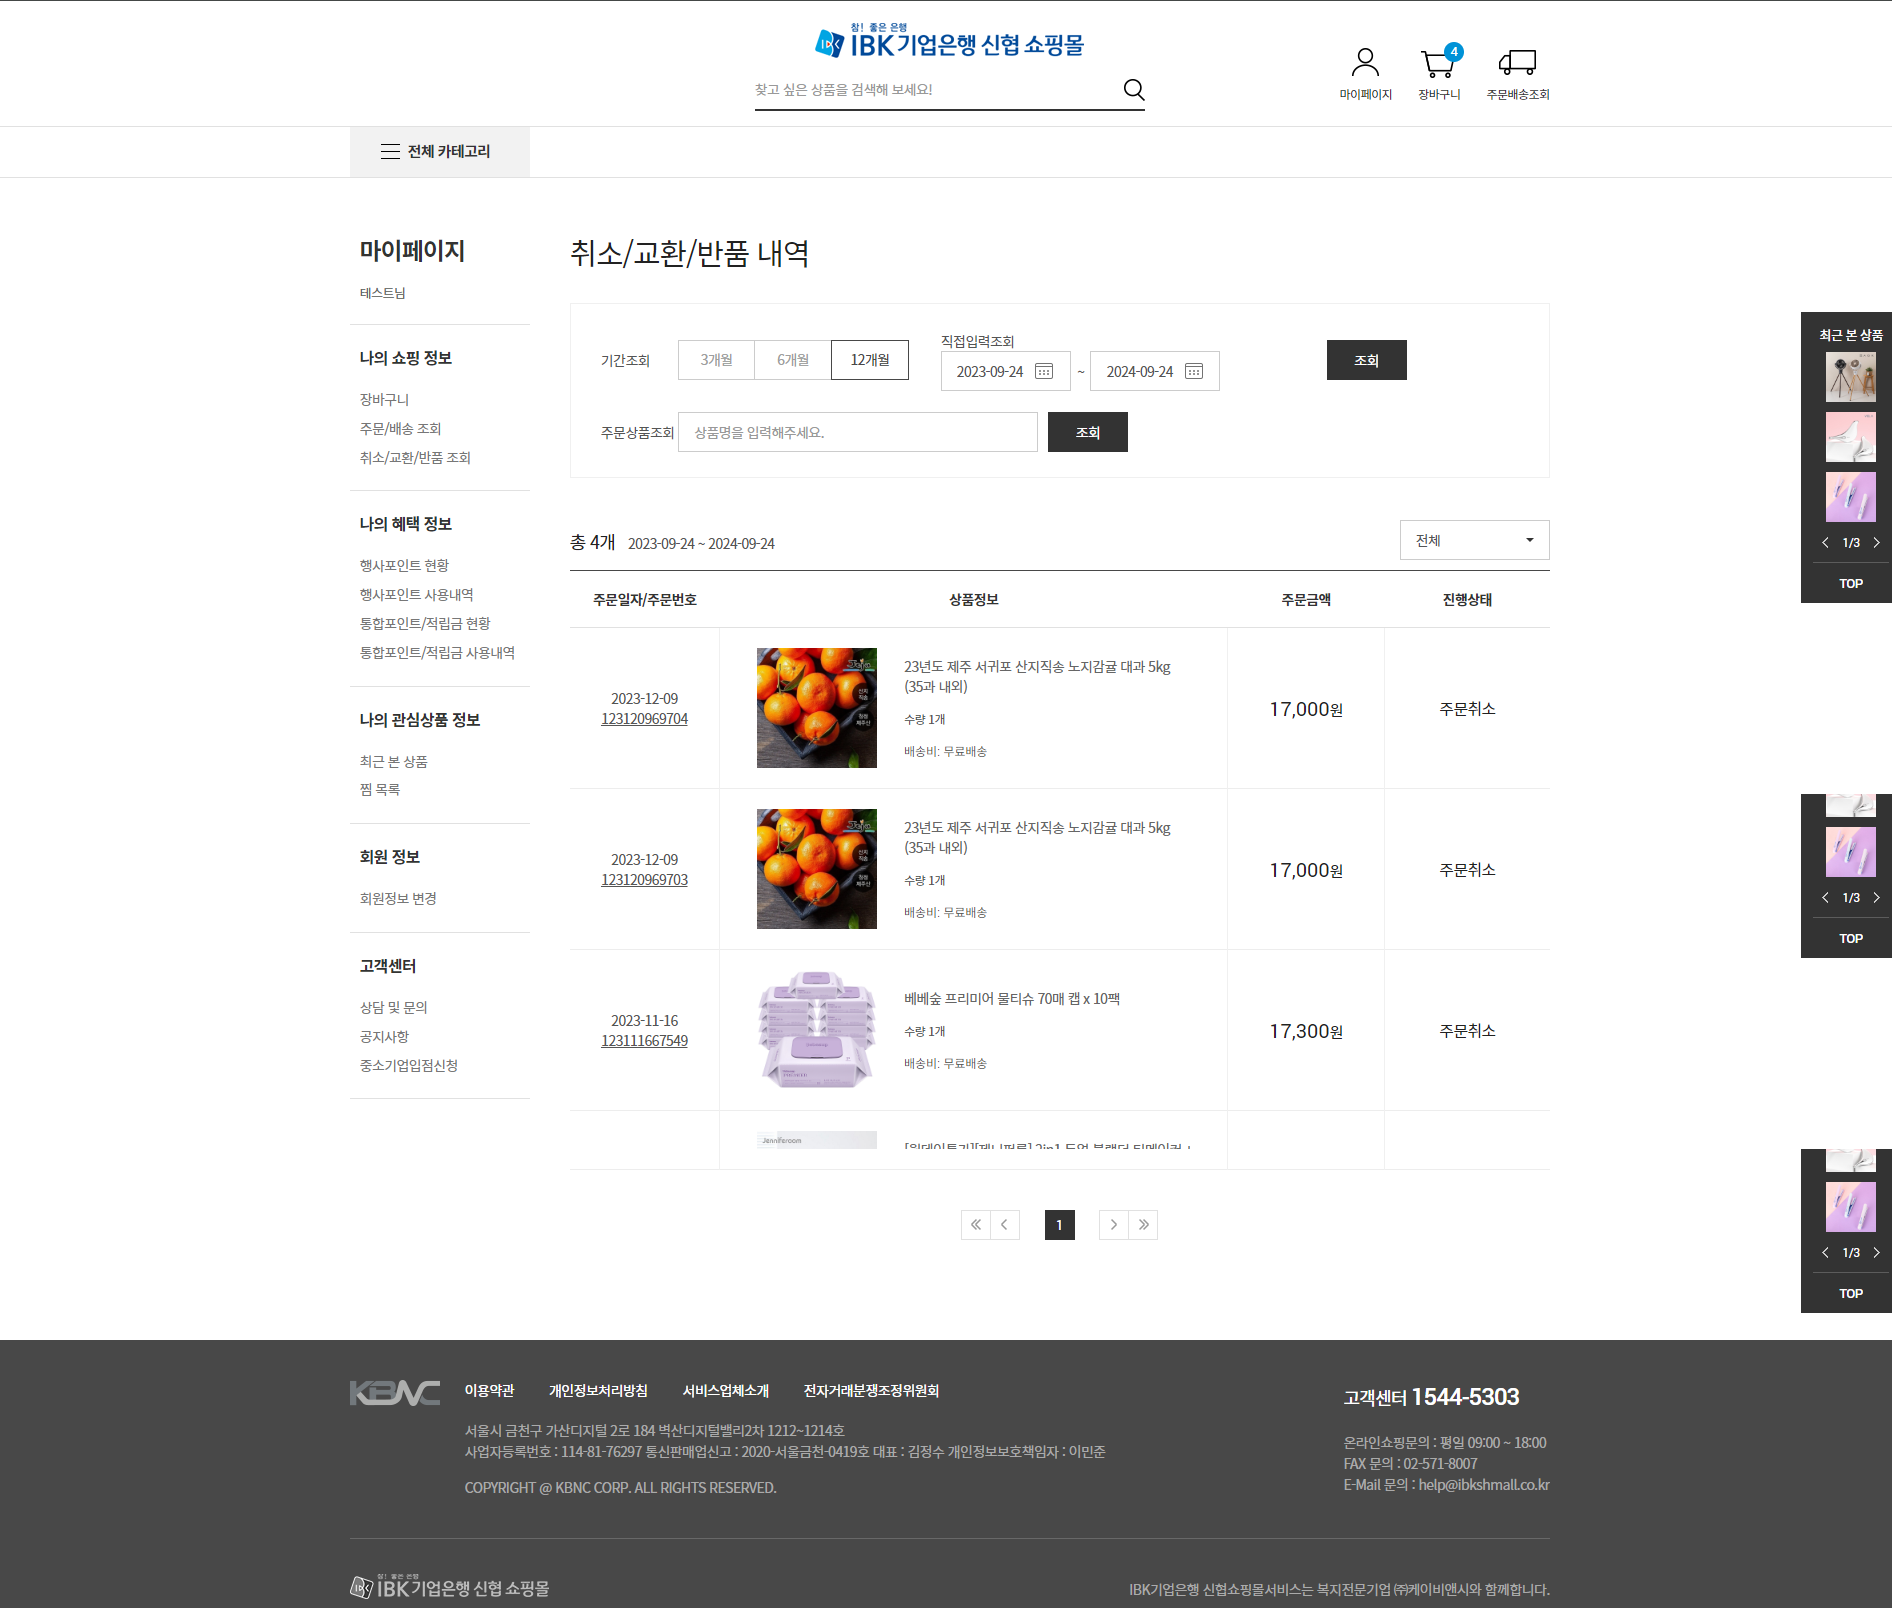 참! 좋은 은행
IBK기업은행 신협 쇼핑몰
찾고 싶은 상품을 검색해 보세요!
4
마이페이지
장바구니
주문배송조회
전체 카테고리
마이페이지
테스트님
나의 쇼핑 정보
장바구니
주문/배송 조회
취소/교환/반품 조회
나의 혜택 정보
행사포인트 현황
행사포인트 사용내역
통합포인트/적립금 현황
통합포인트/적립금 사용내역
나의 관심상품 정보
최근 본 상품
찜 목록
회원 정보
회원정보 변경
고객센터
상담 및 문의
공지사항
중소기업입점신청
취소/교환/반품 내역
기간조회
3개월
6개월
12개월
직접입력조회
2023-09-24
~
2024-09-24
조회
주문상품조회
상품명을 입력해주세요.
조회
총 4개
2023-09-24 ~ 2024-09-24
전체
주문일자/주문번호
상품정보
주문금액
진행상태
2023-12-09
123120969704
산지
직송
23년도 제주 서귀포 산지직송 노지감귤 대과 5kg
(35과 내외)
수량 1개
배송비: 무료배송
17,000원
주문취소
2023-12-09
123120969703
산지
직송
23년도 제주 서귀포 산지직송 노지감귤 대과 5kg
(35과 내외)
수량 1개
배송비: 무료배송
17,000원
주문취소
2023-11-16
123111667549
베베숲 프리미어 물티슈 70매 캡 x 10팩
수량 1개
배송비: 무료배송
17,300원
주문취소
Jenniferoom
1
최근 본 상품
1/3
TOP
1/3
TOP
1/3
TOP
KBNC
이용약관
개인정보처리방침
서비스업체소개
전자거래분쟁조정위원회
서울시 금천구 가산디지털 2로 184 벽산디지털밸리2차 1212~1214호
사업자등록번호 : 114-81-76297 통신판매업신고 : 2020-서울금천-0419호 대표 : 김정수 개인정보보호책임자 : 이민준
COPYRIGHT @ KBNC CORP. ALL RIGHTS RESERVED.
고객센터 1544-5303
온라인쇼핑문의 : 평일 09:00 ~ 18:00
FAX 문의 : 02-571-8007
E-Mail 문의 : help@ibkshmall.co.kr
참! 좋은 은행
IBK기업은행 신협 쇼핑몰
IBK기업은행 신협쇼핑몰서비스는 복지전문기업 ㈜케이비앤시와 함께합니다.